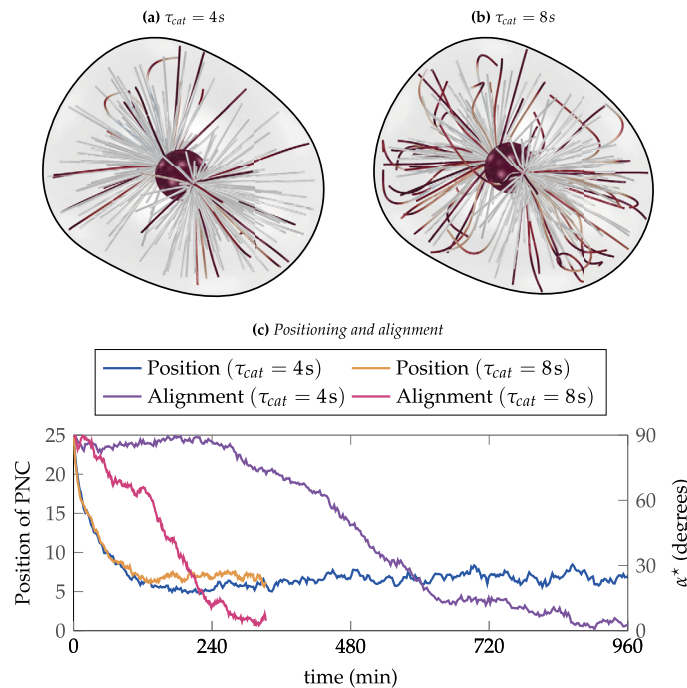 (a) τcat = 4s
(b) τcat = 8s
(c) Positioning and alignment
Position (τcat = 4s)
Position (τcat = 8s)
Alignment (τcat = 4s)
Alignment (τcat = 8s)
25
20
15
10
5
0
Position of PNC
90
60
30
0
α⋆ (degrees)
0 240 480 720 960
time (min)